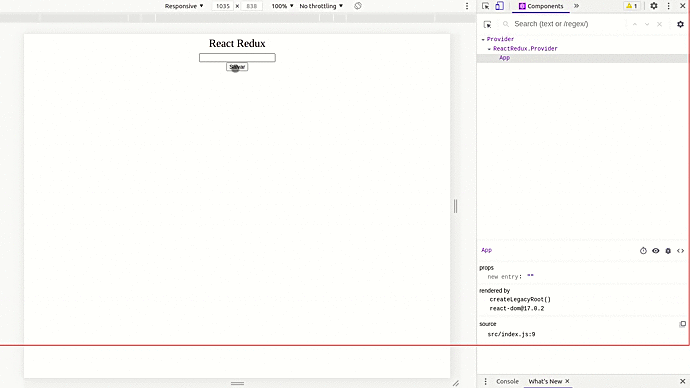 Responsive ▼ 1035 × 838 100% ▼ No throttling ▼
React Redux
Components
1
Search (text or /regex/)
Provider
ReactRedux.Provider
App
App
props
new entry: ""
rendered by
createLegacyRoot()
react-dom@17.0.2
source
src/index.js:9
Console
What's New